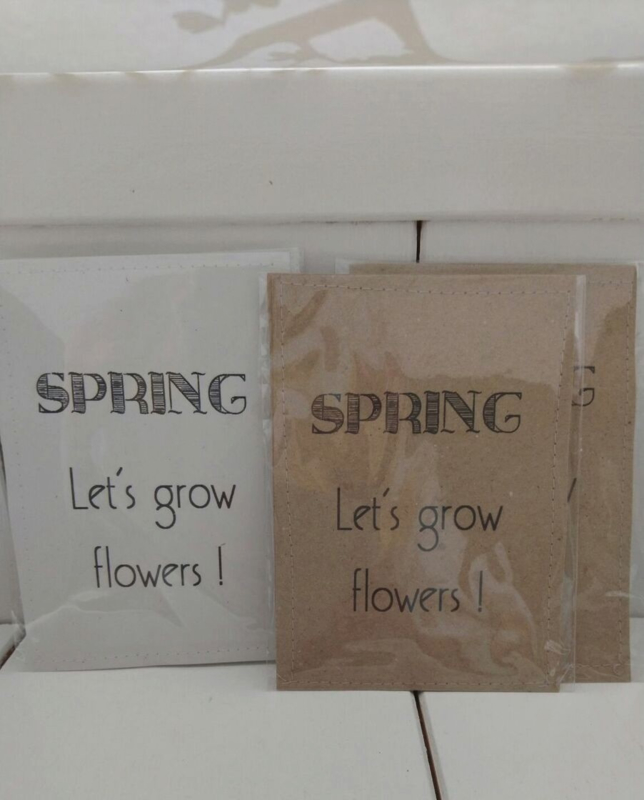 SPRING
Let's grow
flowers !
SPRING
Let's grow
flowers !
G